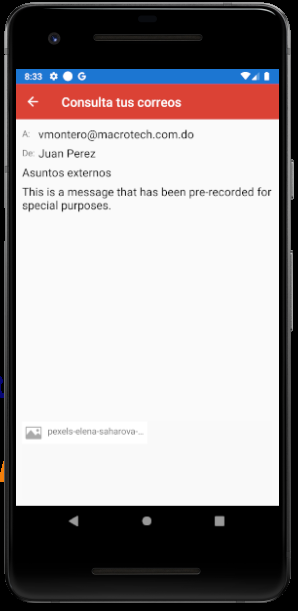 8:33 G
Consulta tus correos
A: vmontero@macrotech.com.do
De: Juan Perez
Asuntos externos
This is a message that has been pre-recorded for
special purposes.
pexels-elena-saharova-...